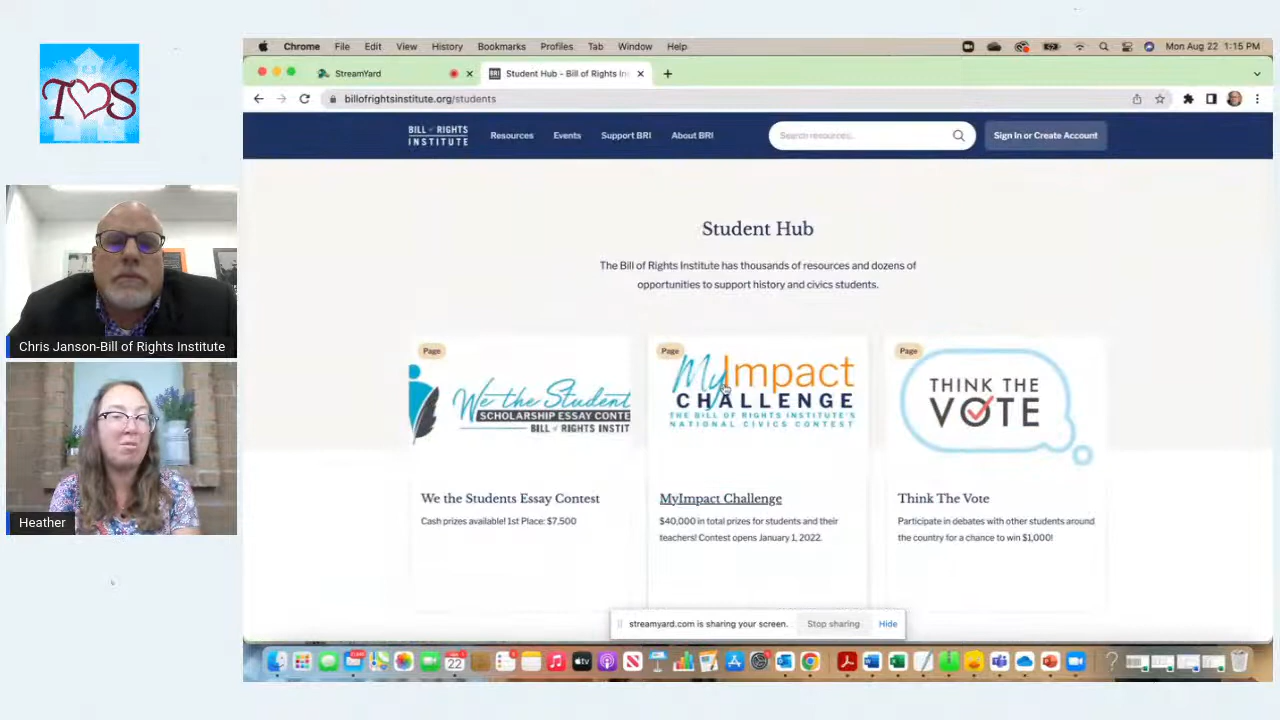 TOS
Chris Janson-Bill of Rights Institute
Heather
Chrome File Edit View History Bookmarks Profiles Tab Window Help
Mon Aug 22 1:15 PM
StreamYard
Student Hub - Bill of Rights In
billofrightsinstitute.org/students
BILL of RIGHTS
INSTITUTE
Resources Events Support BRI About BRI
Search resources...
Sign In or Create Account
Student Hub
The Bill of Rights Institute has thousands of resources and dozens of
opportunities to support history and civics students.
Page
We the Student
SCHOLARSHIP ESSAY CONTE
BILL of RIGHTS INSTIT
We the Students Essay Contest
Cash prizes available! 1st Place: $7,500
Page
MyImpact
CHALLENGE
THE BILL OF RIGHTS INSTITUTE'S
NATIONAL CIVICS CONTEST
MyImpact Challenge
$40,000 in total prizes for students and their
teachers! Contest opens January 1, 2022.
Page
THINK THE
VOTE
Think The Vote
Participate in debates with other students around
the country for a chance to win $1,000!
streamyard.com is sharing your screen.
Stop sharing
Hide
22